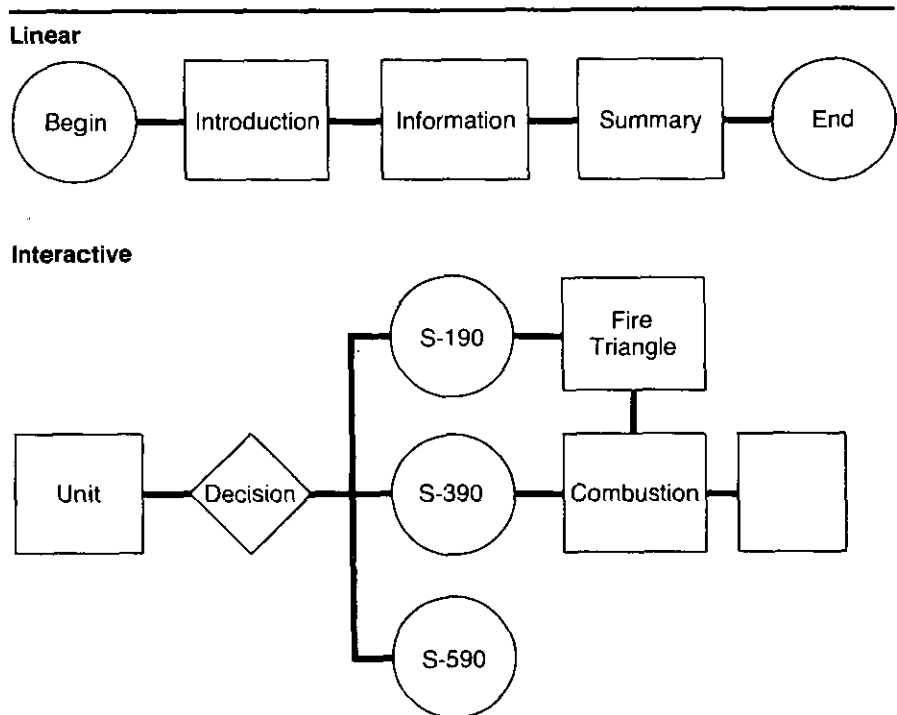 Linear
Begin
Introduction
Information
Summary
End
Interactive
S-190
Fire
Triangle
Unit
Decision
S-390
Combustion
S-590